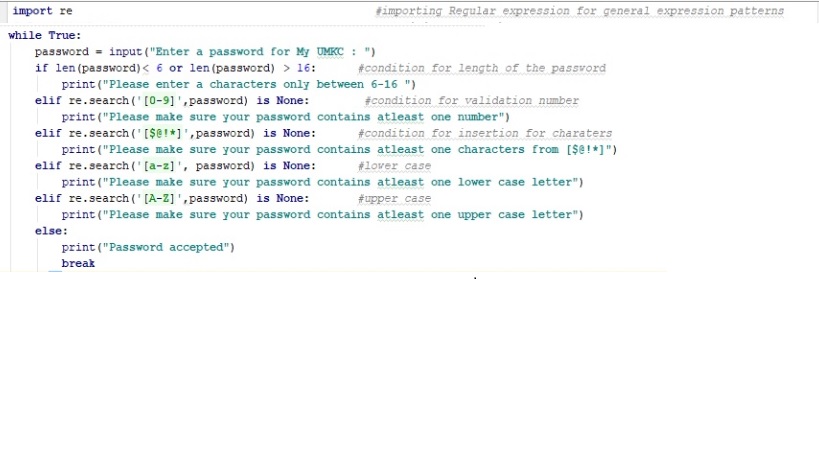 import re #importing Regular expression for general expression patterns
while True:
password = input("Enter a password for My UMKC : ")
if len(password)< 6 or len(password) > 16: #condition for length of the password
print("Please enter a characters only between 6-16 ")
elif re.search('[0-9]',password) is None: #condition for validation number
print("Please make sure your password contains atleast one number")
elif re.search('[$@!*]',password) is None: #condition for insertion for charaters
print("Please make sure your password contains atleast one characters from [$@!*]")
elif re.search('[a-z]', password) is None: #lover case
print("Please make sure your password contains atleast one lower case letter")
elif re.search('[A-Z]',password) is None: #upper case
print("Please make sure your password contains atleast one upper case letter")
else:
print("Password accepted")
break